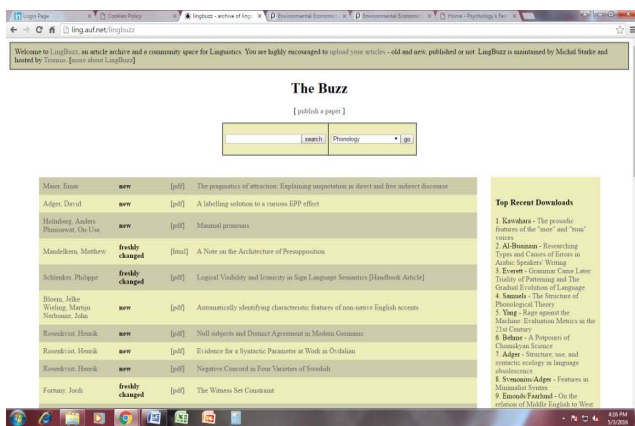 Login Page
Cookies Policy
lingbuzz - archive of ling
Environmental Economic
Environmental Economic
Home - Psychology's Fe
ling.auf.net/lingbuzz
Welcome to LingBuzz, an article archive and a community space for Linguistics. You are highly encouraged to upload your articles - old and new, published or not. LingBuzz is maintained by Michal Starke and
hosted by Tromsø. [more about LingBuzz]
The Buzz
[ publish a paper ]
search Phonology go
Maier, Emar new [pdf] The pragmatics of attraction: Explaining unquotation in direct and free indirect discourse
Adger, David new [pdf] A labelling solution to a curious EPP effect
Holmberg, Anders
Phimsawat, On-Usa
new [pdf] Minimal pronouns
Mandelkern, Matthew freshly
changed
[html] A Note on the Architecture of Presupposition
Schlenker, Philippe freshly
changed
[pdf] Logical Visibility and Iconicity in Sign Language Semantics [Handbook Article]
Bloem, Jelke
Wieling, Martijn
Nerbonne, John
new [pdf] Automatically identifying characteristic features of non-native English accents
Rosenkvist, Henrik new [pdf] Null subjects and Distinct Agreement in Modern Germanic
Rosenkvist, Henrik new [pdf] Evidence for a Syntactic Parameter at Work in Övdalian
Rosenkvist, Henrik new [pdf] Negative Concord in Four Varieties of Swedish
Fortuny, Jordi freshly
changed
[pdf] The Witness Set Constraint
Top Recent Downloads
1. Kawahara - The prosodic
features of the "moe" and "tsun"
voices
2. Al-Buainain - Researching
Types and Causes of Errors in
Arabic Speakers' Writing
3. Everett - Grammar Came Later:
Triality of Patterning and The
Gradual Evolution of Language
4. Samuels - The Structure of
Phonological Theory
5. Yang - Rage against the
Machine: Evaluation Metrics in the
21st Century
6. Behme - A Potpourri of
Chomskyan Science
7. Adger - Structure, use, and
syntactic ecology in language
obsolescence
8. Svenonius/Adger - Features in
Minimalist Syntax
9. Emonds/Faarlund - On the
relation of Middle English to West
4:16 PM
5/3/2016